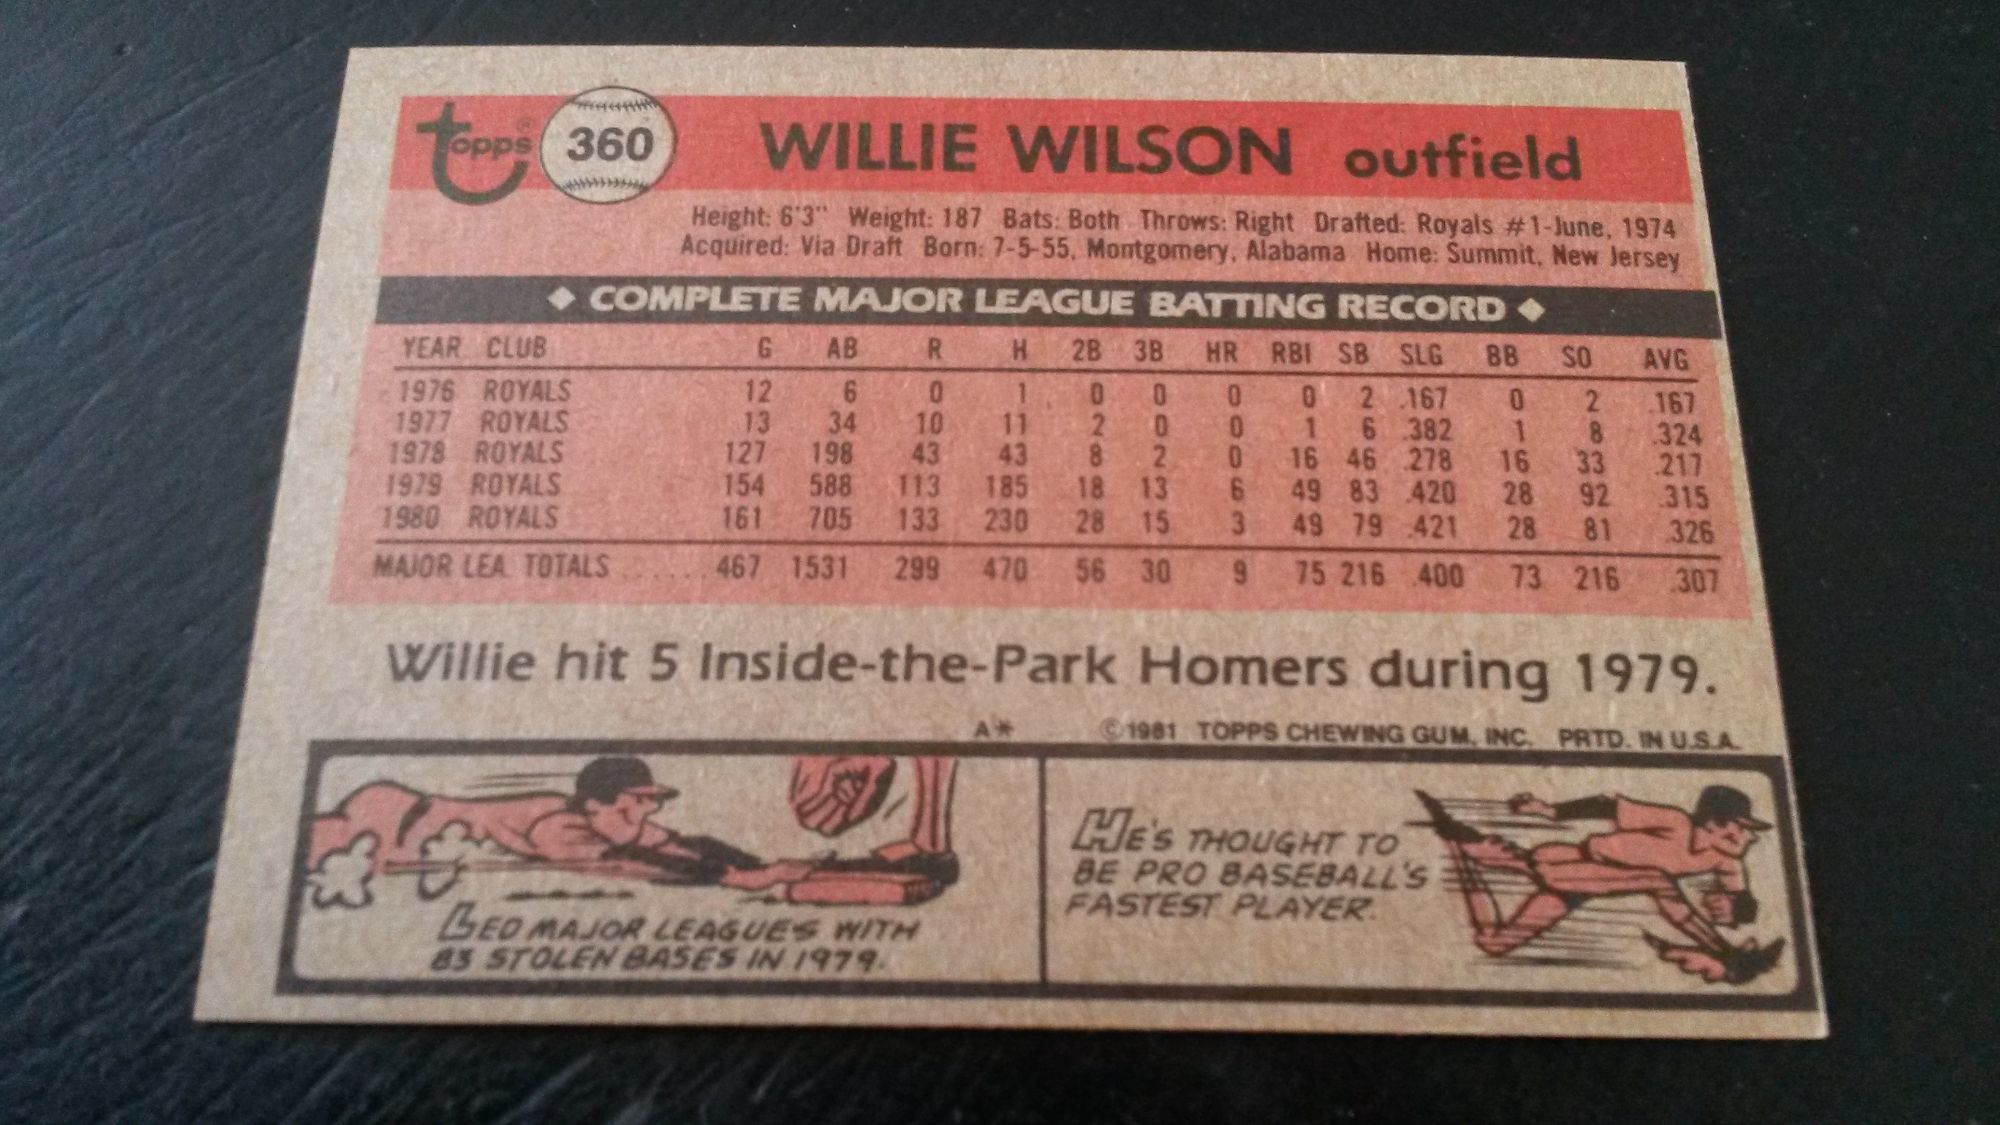 topps® 360 WILLIE WILSON outfield
Height: 6'3" Weight: 187 Bats: Both Throws: Right Drafted: Royals #1-June, 1974
Acquired: Via Draft Born: 7-5-55, Montgomery, Alabama Home: Summit, New Jersey
◆ COMPLETE MAJOR LEAGUE BATTING RECORD ◆
YEAR CLUB G AB R H 2B 3B HR RBI SB SLG BB SO AVG
1976 ROYALS 12 6 0 1 0 0 0 0 2 .167 0 2 .167
1977 ROYALS 13 34 10 11 2 0 0 1 6 .382 1 8 .324
1978 ROYALS 127 198 43 43 8 2 0 16 46 .278 16 33 .217
1979 ROYALS 154 588 113 185 18 13 6 49 83 .420 28 92 .315
1980 ROYALS 161 705 133 230 28 15 3 49 79 .421 28 81 .326
MAJOR LEA. TOTALS ...... 467 1531 299 470 56 30 9 75 216 .400 73 216 .307
Willie hit 5 Inside-the-Park Homers during 1979.
A* ©1981 TOPPS CHEWING GUM, INC. PRTD. IN U.S.A.
LED MAJOR LEAGUES WITH
83 STOLEN BASES IN 1979.
HE'S THOUGHT TO
BE PRO BASEBALL'S
FASTEST PLAYER.